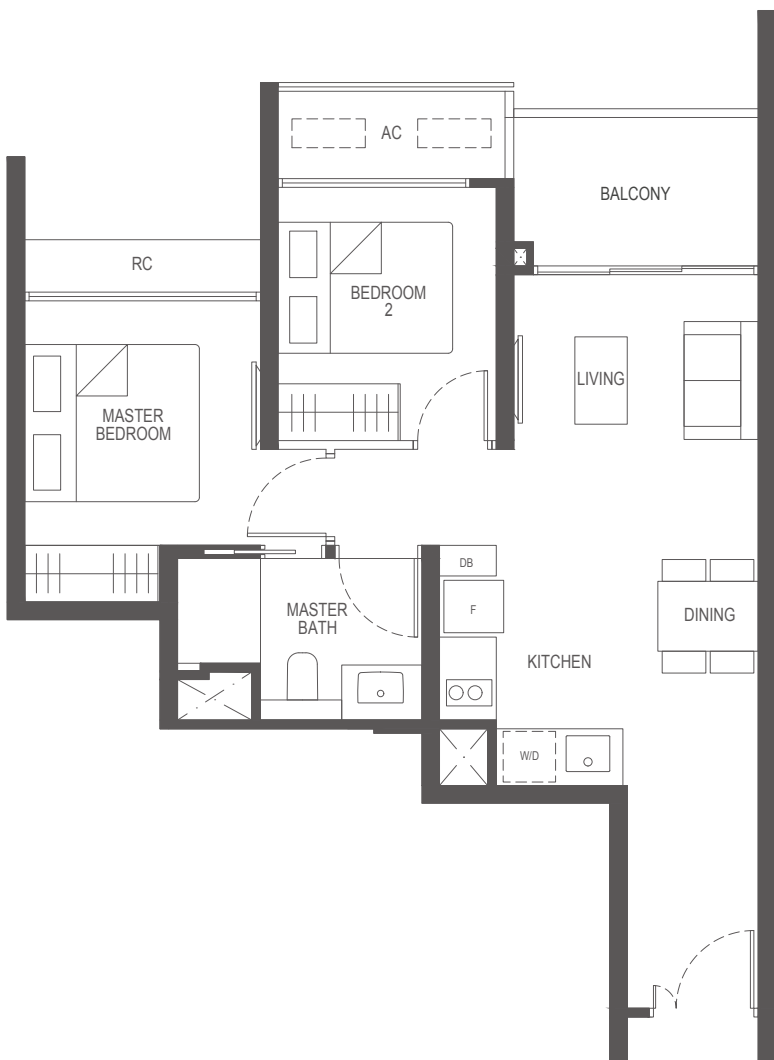 AC
BALCONY
RC
BEDROOM
2
LIVING
MASTER
BEDROOM
DB
F
MASTER
BATH
DINING
KITCHEN
W/D